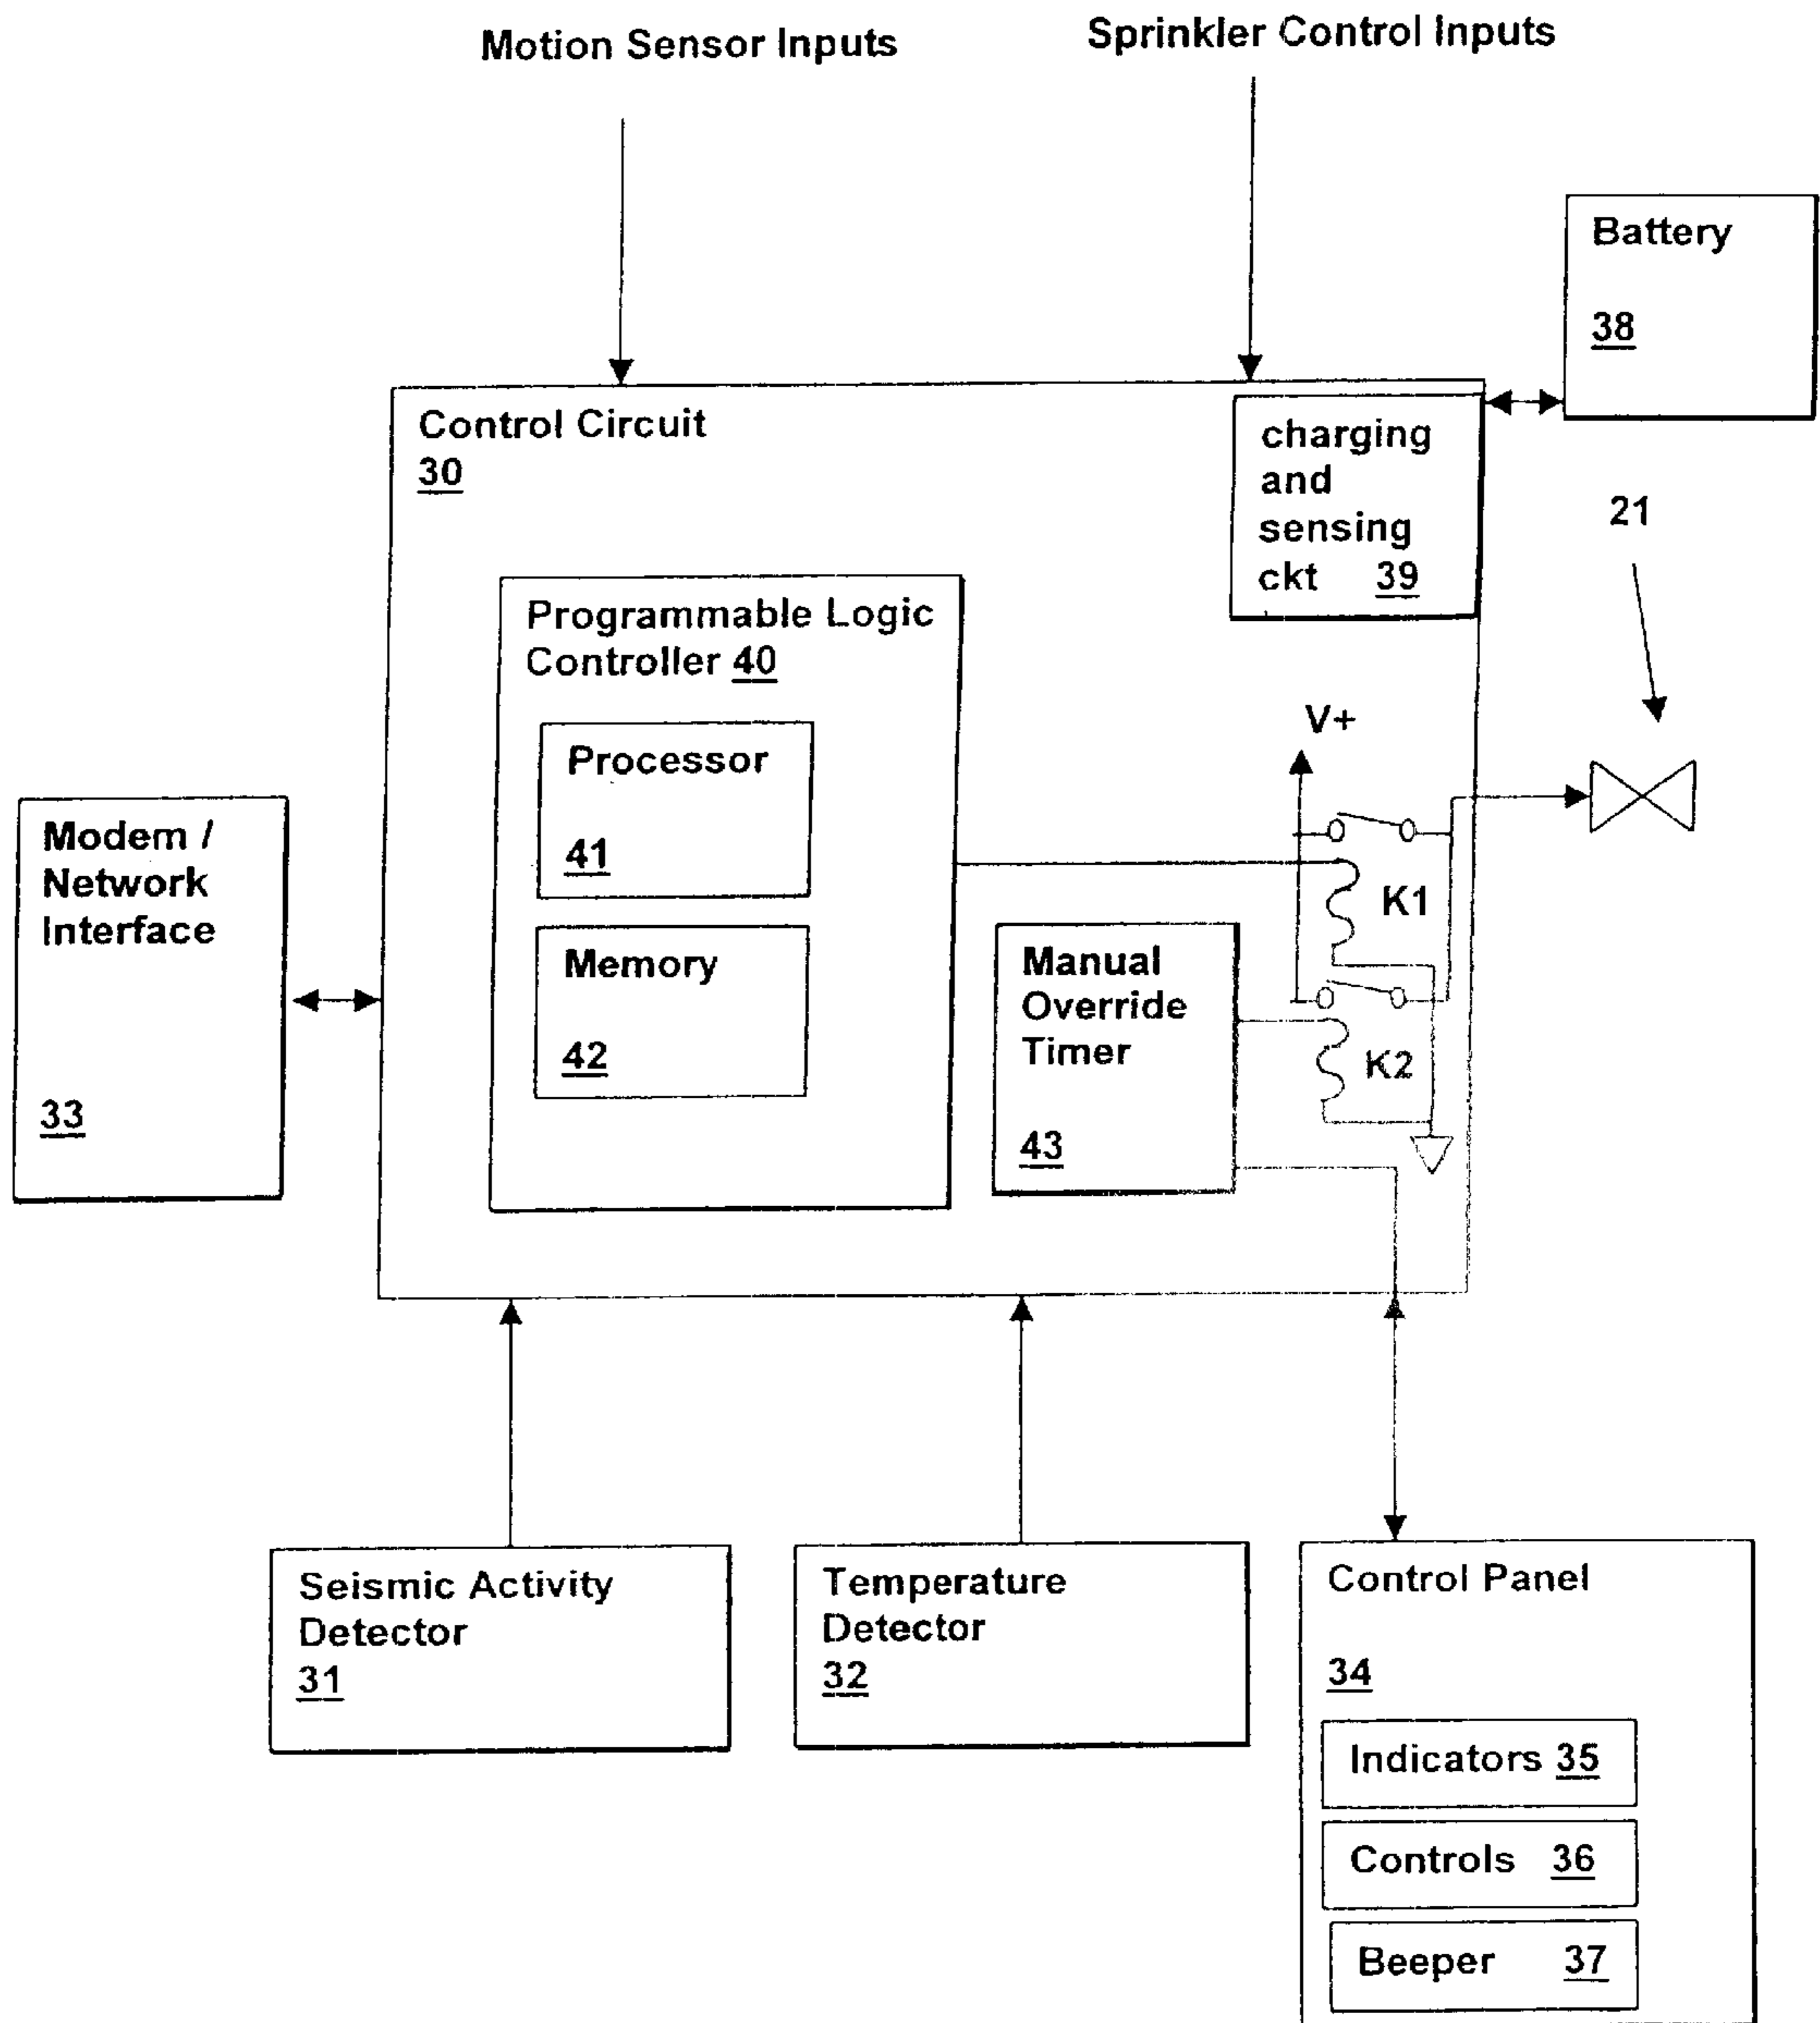 Motion Sensor Inputs
Sprinkler Control Inputs
Battery
38
Control Circuit
30
charging
and
sensing
ckt 39
21
Programmable Logic
Controller 40
Processor
41
Memory
42
V+
K1
K2
Modem /
Network
Interface
33
Manual
Override
Timer
43
Seismic Activity
Detector
31
Temperature
Detector
32
Control Panel
34
Indicators 35
Controls 36
Beeper 37